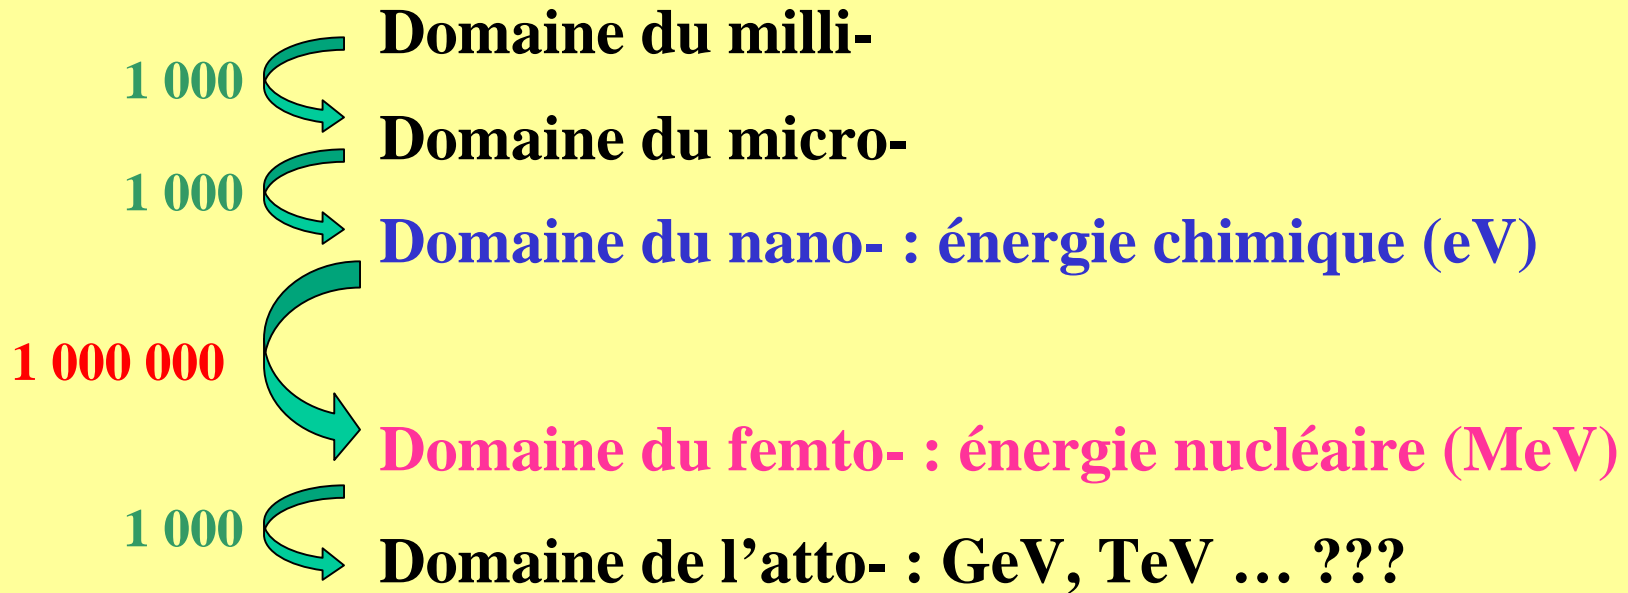 Domaine du milli-
1 000
Domaine du micro-
1 000
Domaine du nano- : énergie chimique (eV)
1 000 000
Domaine du femto- : énergie nucléaire (MeV)
1 000
Domaine de l’atto- : GeV, TeV … ???